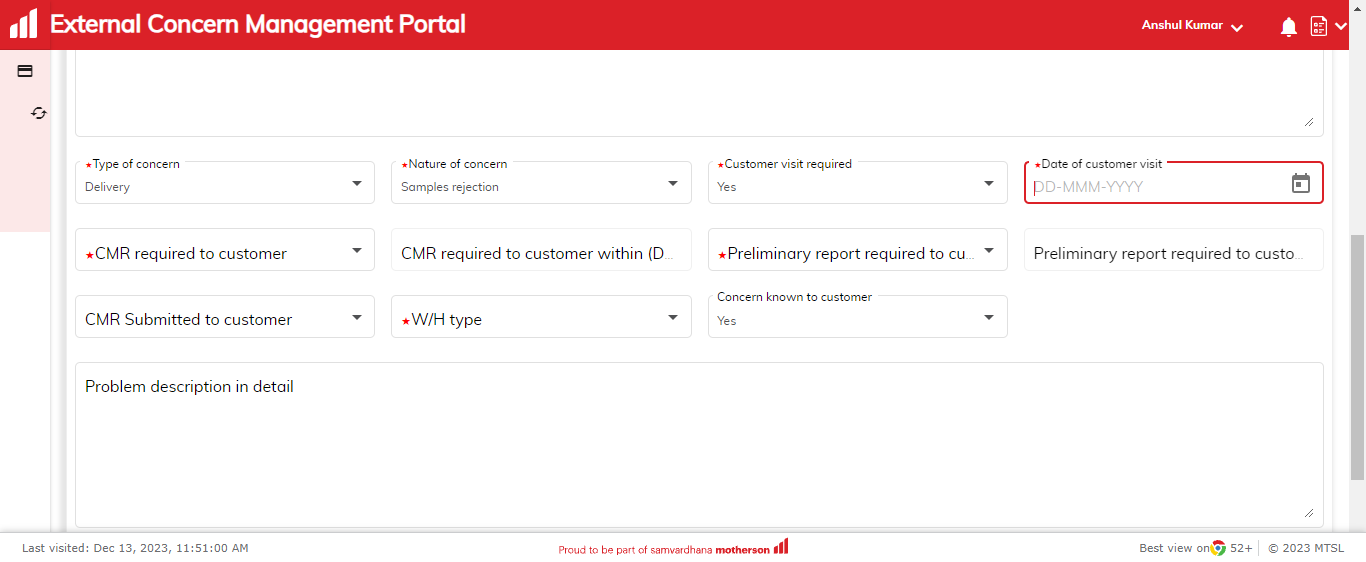 External Concern Management Portal
Anshul Kumar
★Type of concern
Delivery
★Nature of concern
Samples rejection
★Customer visit required
Yes
★Date of customer visit
DD-MMM-YYYY
★CMR required to customer
CMR required to customer within (D...
★Preliminary report required to cu...
Preliminary report required to custo...
CMR Submitted to customer
★W/H type
Concern known to customer
Yes
Problem description in detail
Last visited: Dec 13, 2023, 11:51:00 AM
Proud to be part of samvardhana motherson
Best view on 52+ © 2023 MTSL